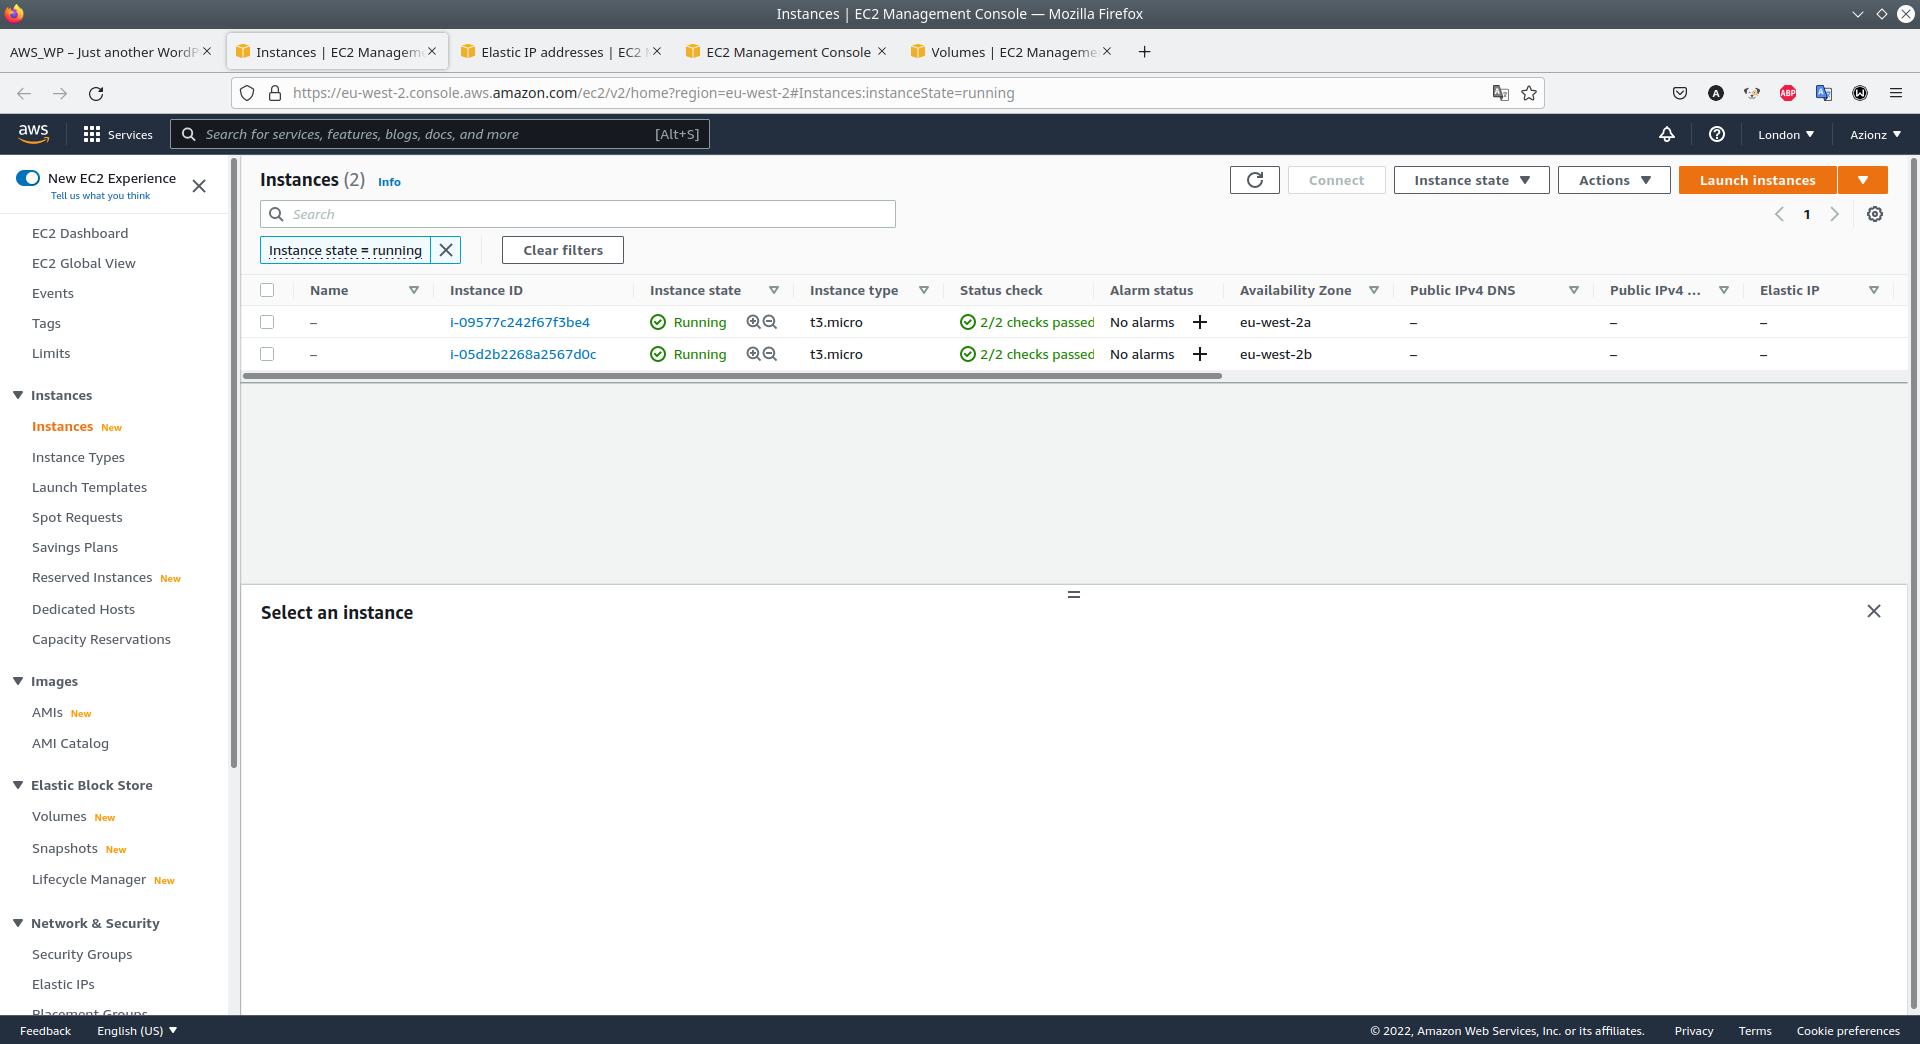 Instances | EC2 Management Console — Mozilla Firefox
AWS_WP – Just another WordP
Instances | EC2 Managem
Elastic IP addresses | EC2
EC2 Management Console
Volumes | EC2 Manageme
https://eu-west-2.console.aws.amazon.com/ec2/v2/home?region=eu-west-2#Instances:instanceState=running
A
ABP
aws
Services
Search for services, features, blogs, docs, and more
[Alt+S]
London
Azionz
New EC2 Experience
Tell us what you think
EC2 Dashboard
EC2 Global View
Events
Tags
Limits
Instances
Instances New
Instance Types
Launch Templates
Spot Requests
Savings Plans
Reserved Instances New
Dedicated Hosts
Capacity Reservations
Images
AMIs New
AMI Catalog
Elastic Block Store
Volumes New
Snapshots New
Lifecycle Manager New
Network & Security
Security Groups
Elastic IPs
Placement Groups
Instances (2) Info
Connect
Instance state
Actions
Launch instances
Search
1
Instance state = running
Clear filters
Name Instance ID Instance state Instance type Status check Alarm status Availability Zone Public IPv4 DNS Public IPv4 ... Elastic IP
– i-09577c242f67f3be4 Running t3.micro 2/2 checks passed No alarms + eu-west-2a – – –
– i-05d2b2268a2567d0c Running t3.micro 2/2 checks passed No alarms + eu-west-2b – – –
Select an instance
Feedback
English (US)
© 2022, Amazon Web Services, Inc. or its affiliates.
Privacy
Terms
Cookie preferences